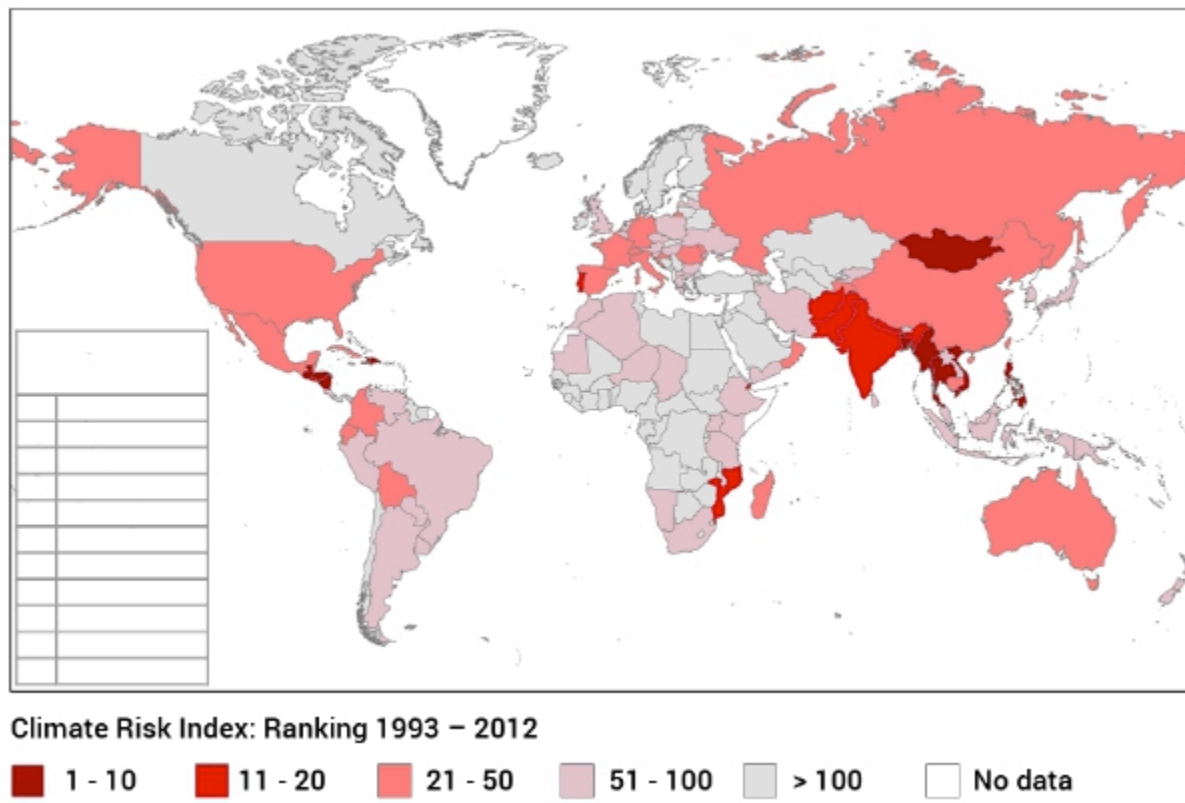 Climate Risk Index: Ranking 1993 – 2012
1 - 10 11 - 20 21 - 50 51 - 100 > 100 No data